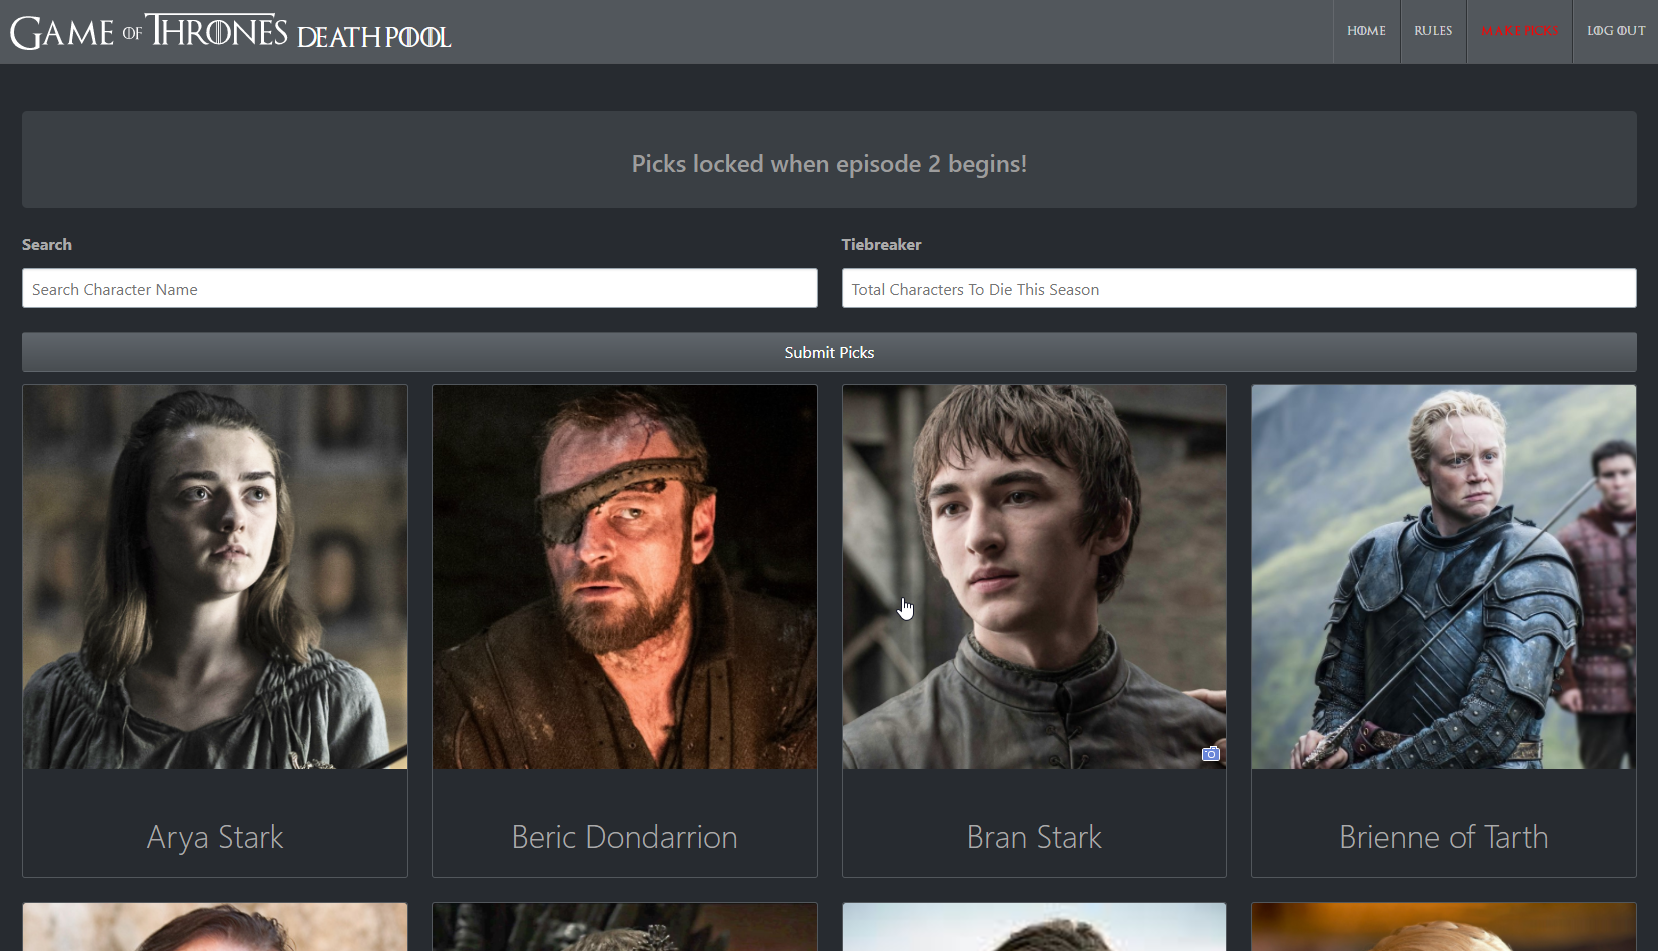 GAME OF THRONES DEATH POOL
HOME
RULES
MAKE PICKS
LOG OUT
Picks locked when episode 2 begins!
Search
Tiebreaker
Search Character Name
Total Characters To Die This Season
Submit Picks
Arya Stark
Beric Dondarrion
Bran Stark
Brienne of Tarth